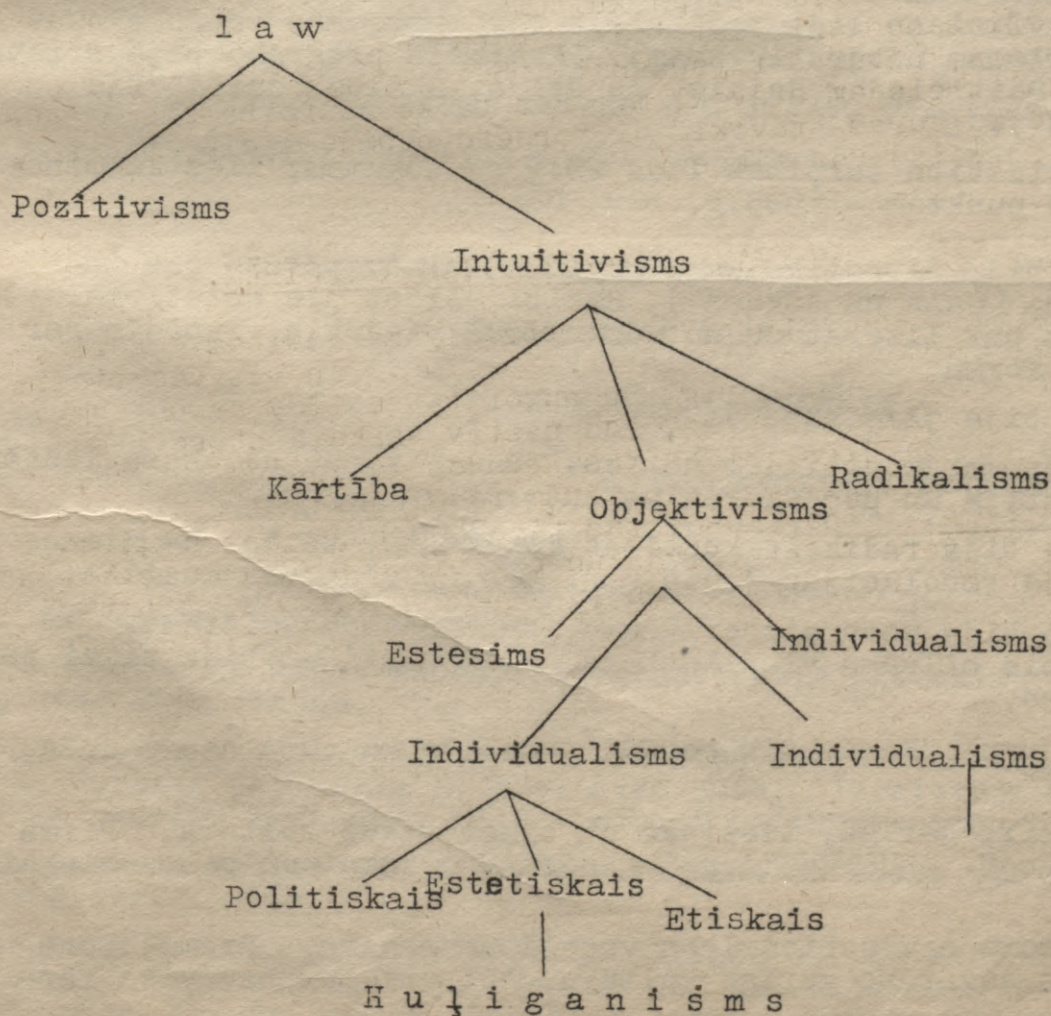 l a w
Pozitivisms
Intuitivisms
Kārtība
Radikalisms
Objektivisms
Estesims
Individualisms
Individualisms
Individualisms
Politiskais
Estetiskais
Etiskais
H u ļ i g a n i š m s